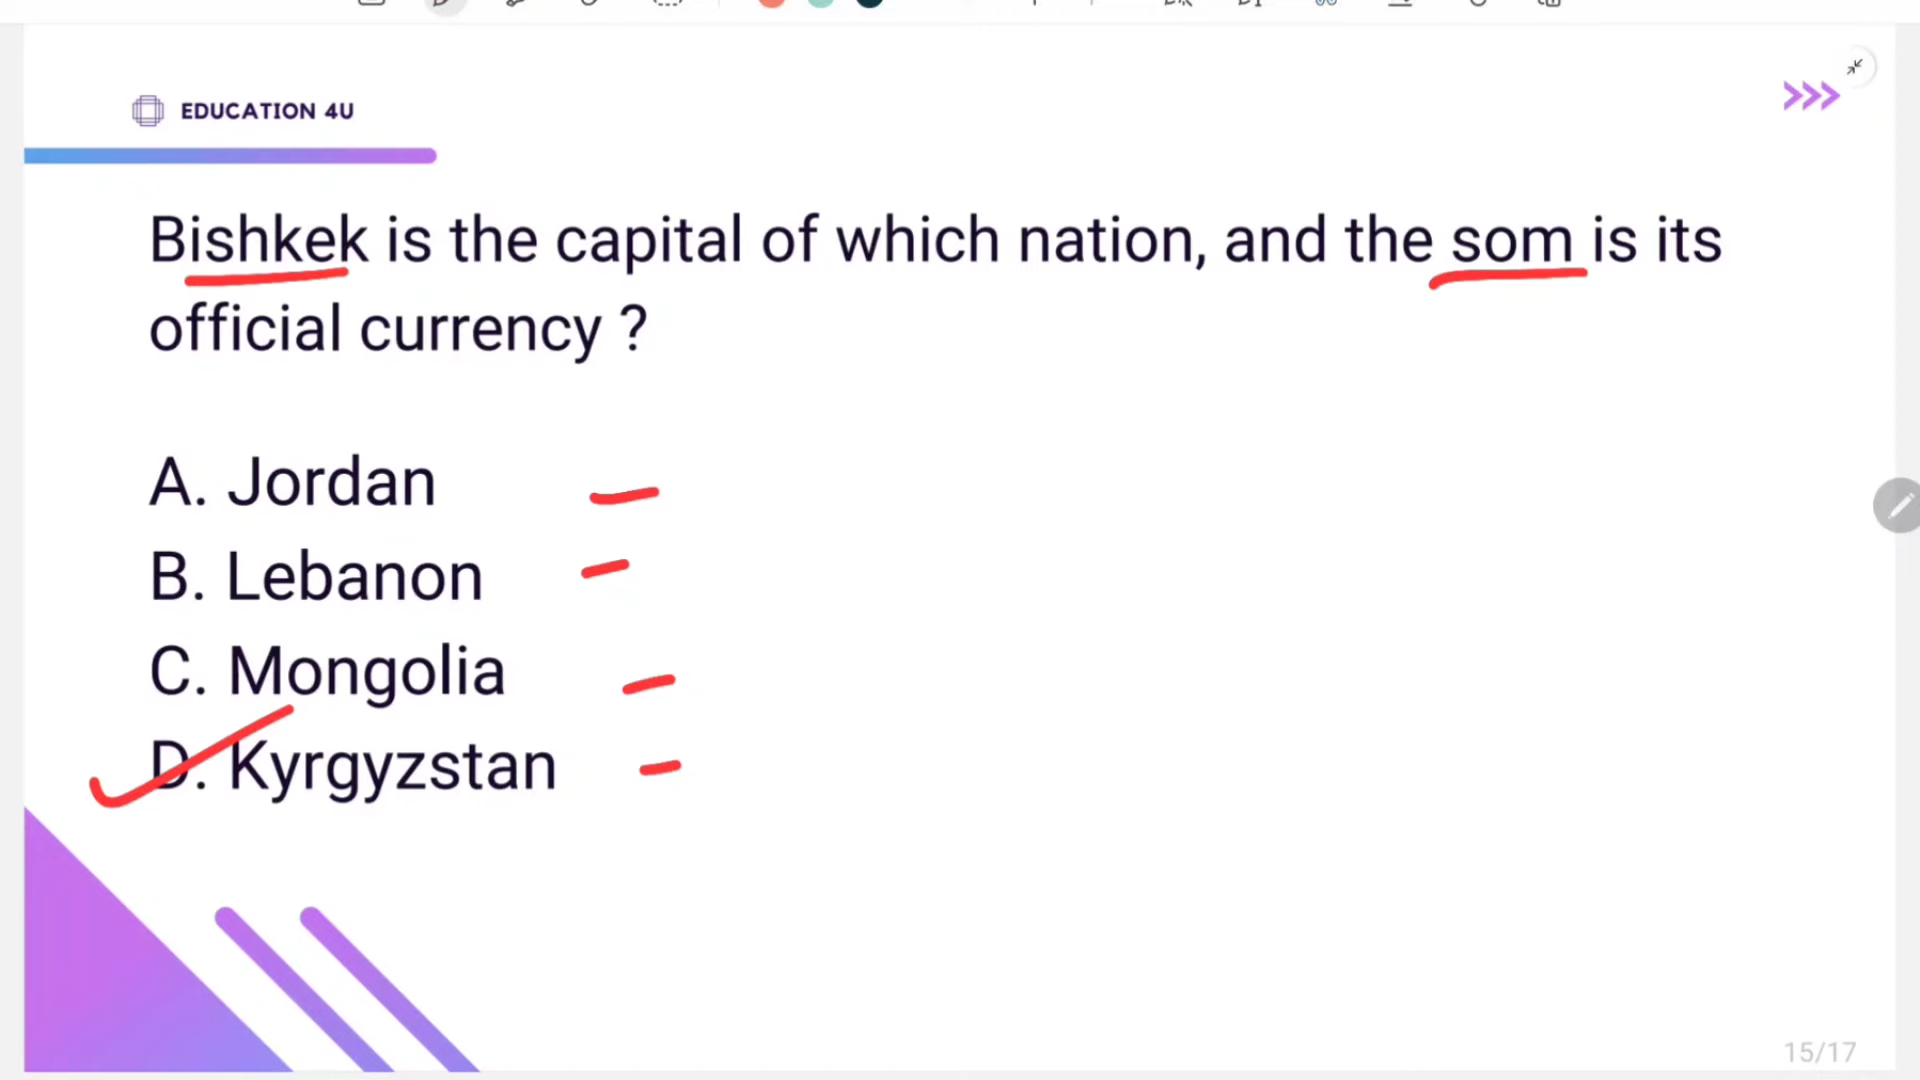 EDUCATION 4U
Bishkek is the capital of which nation, and the som is its
official currency ?
A. Jordan
B. Lebanon
C. Mongolia
D. Kyrgyzstan
15/17